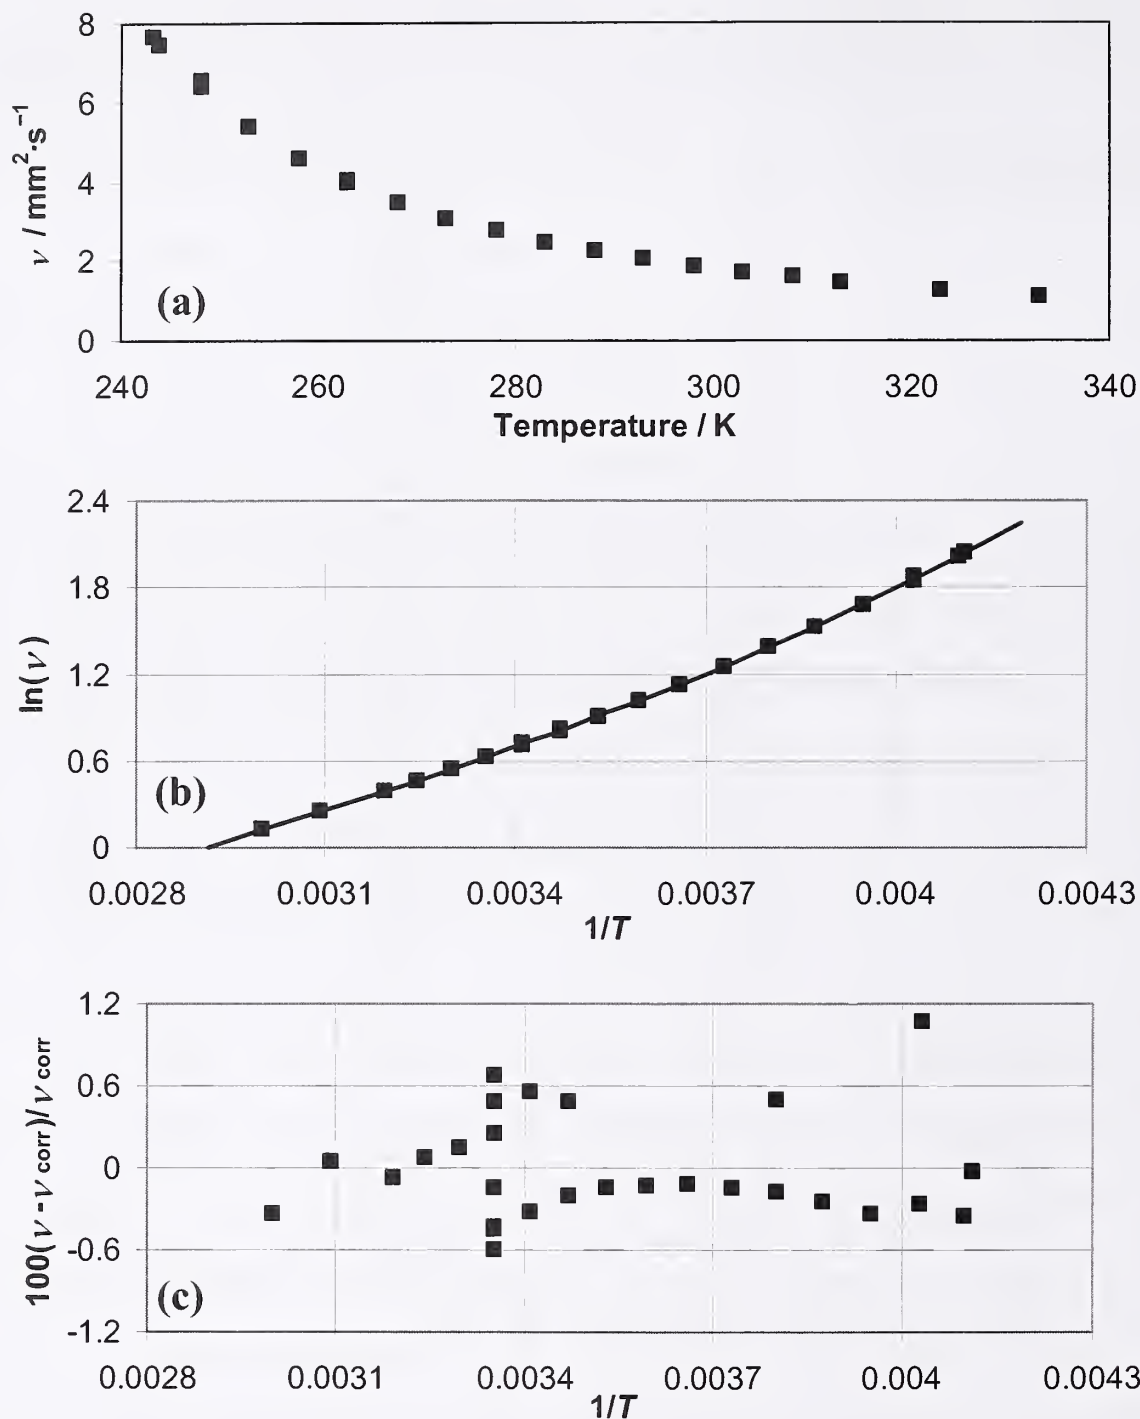 8
6
4
2
0
ν / mm²·s⁻¹
(a)
240 260 280 300 320 340
Temperature / K
2.4
1.8
1.2
0.6
0
ln(ν)
(b)
0.0028 0.0031 0.0034 0.0037 0.004 0.0043
1/T
1.2
0.6
0
-0.6
-1.2
100(ν-ν corr)/ν corr
(c)
0.0028 0.0031 0.0034 0.0037 0.004 0.0043
1/T